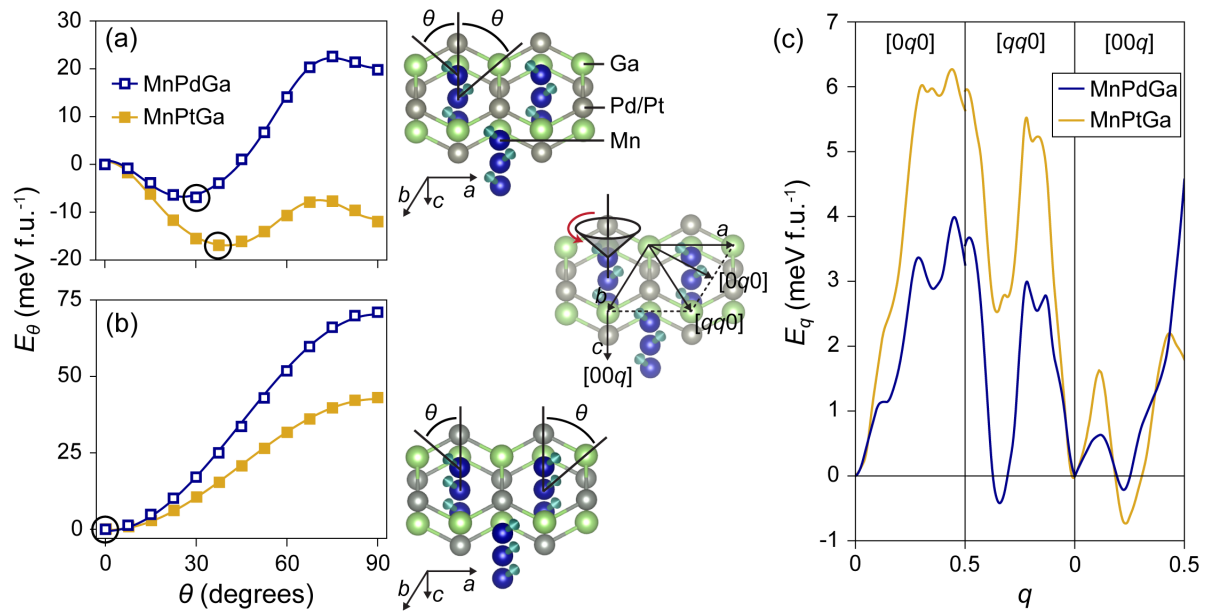 (a)
E_θ (meV f.u.⁻¹)
30
20
10
0
-10
-20
MnPdGa
MnPtGa
(b)
75
50
25
0
0
30
60
90
θ (degrees)
θ
θ
Ga
Pd/Pt
Mn
a
b
c
a
[0q0]
b
[qq0]
c
[00q]
θ
θ
a
b
c
(c)
[0q0]
[qq0]
[00q]
MnPdGa
MnPtGa
E_q (meV f.u.⁻¹)
7
6
5
4
3
2
1
0
-1
0
0.5
0
0.5
q